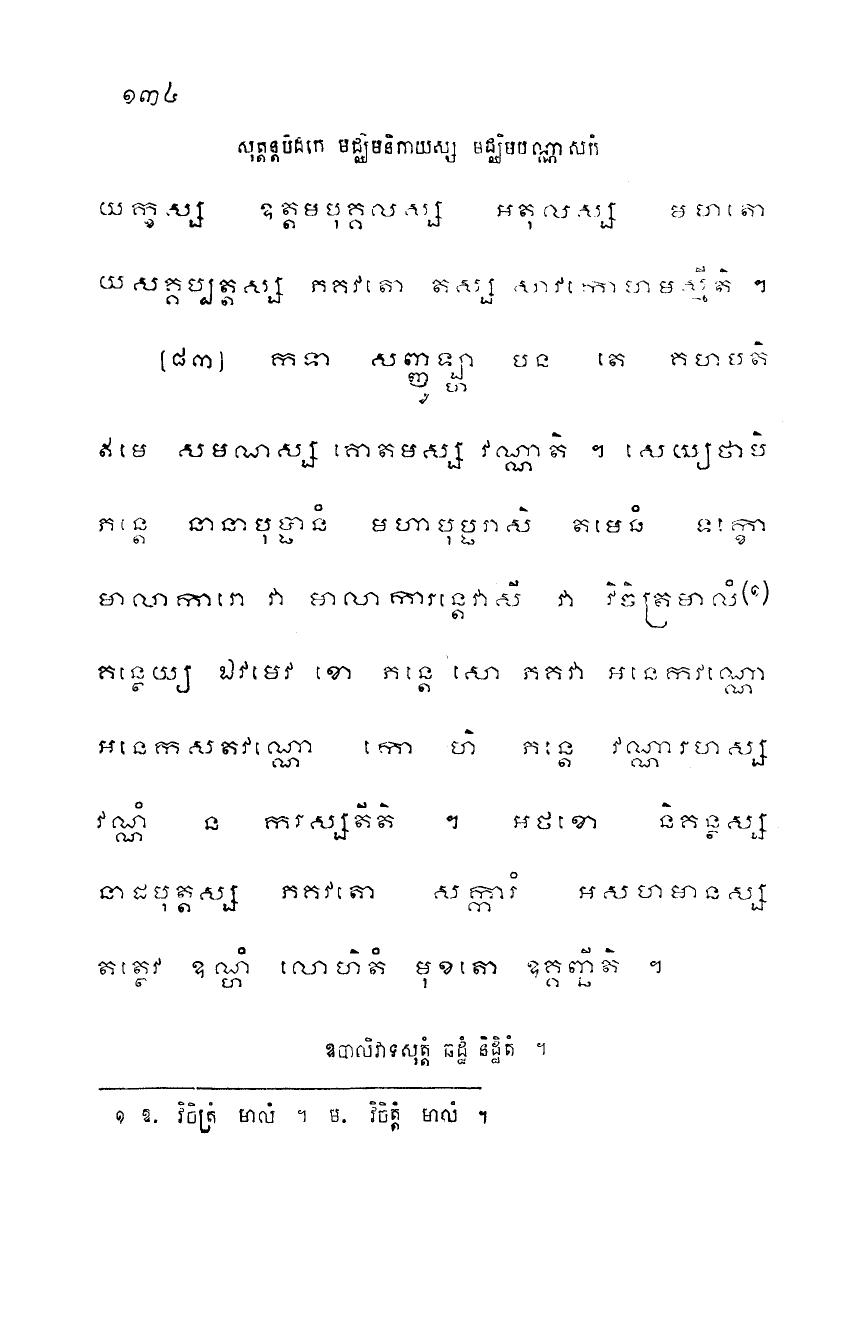 ១៣៤
សុត្តន្តបិដកេ មជ្ឈិមនិកាយស្ស មជ្ឈិមបណ្ណាសកំ
យក្ខស្ស ឧត្តមបុគ្គលស្ស អតុលស្ស មហតោ
យសគ្គប្បត្តស្ស ភគវតោ តស្ស សាវកោហមស្មីតិ ។
[៨៣] កទា សញ្ញូឡ្ហា បន តេ គហបតិ
ឥមេ សមណស្ស គោតមស្ស វណ្ណាតិ ។ សេយ្យថាបិ
ភន្តេ នានាបុប្ផានំ មហាបុប្ផរាសិ តមេធំ ទក្ខោ
មាលាការោ វា មាលាការន្តេវាសី វា វិចិត្រមាលំ(១)
គន្ថេយ្យ ឯវមេវ ខោ ភន្តេ សោ ភគវា អនេកវណ្ណោ
អនេកសតវណ្ណោ កោ ហិ ភន្តេ វណ្ណារហស្ស
វណ្ណំ ន ករស្សតីតិ ។ អថខោ និគន្ថស្ស
នាដបុត្តស្ស ភគវតោ សក្ការំ អសហមានស្ស
តត្ថេវ ឧណ្ហំ លោហិតំ មុខតោ ឧគ្គញ្ឆីតិ ។
ឧបាលិវាទសុត្តំ ឆដ្ឋំ និដ្ឋិតំ ។
១ ឱ. វិចិត្រំ មាលំ ។ ម. វិចិត្តំ មាលំ ។